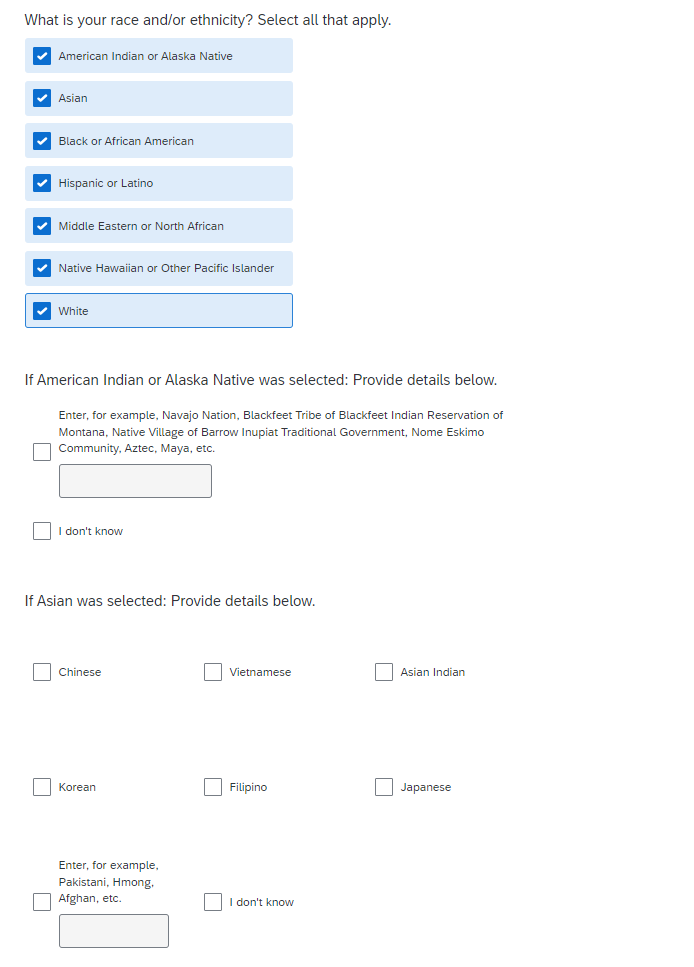 What is your race and/or ethnicity? Select all that apply.
American Indian or Alaska Native
Asian
Black or African American
Hispanic or Latino
Middle Eastern or North African
Native Hawaiian or Other Pacific Islander
White
If American Indian or Alaska Native was selected: Provide details below.
Enter, for example, Navajo Nation, Blackfeet Tribe of Blackfeet Indian Reservation of
Montana, Native Village of Barrow Inupiat Traditional Government, Nome Eskimo
Community, Aztec, Maya, etc.
I don't know
If Asian was selected: Provide details below.
Chinese
Vietnamese
Asian Indian
Korean
Filipino
Japanese
Enter, for example,
Pakistani, Hmong,
Afghan, etc.
I don't know